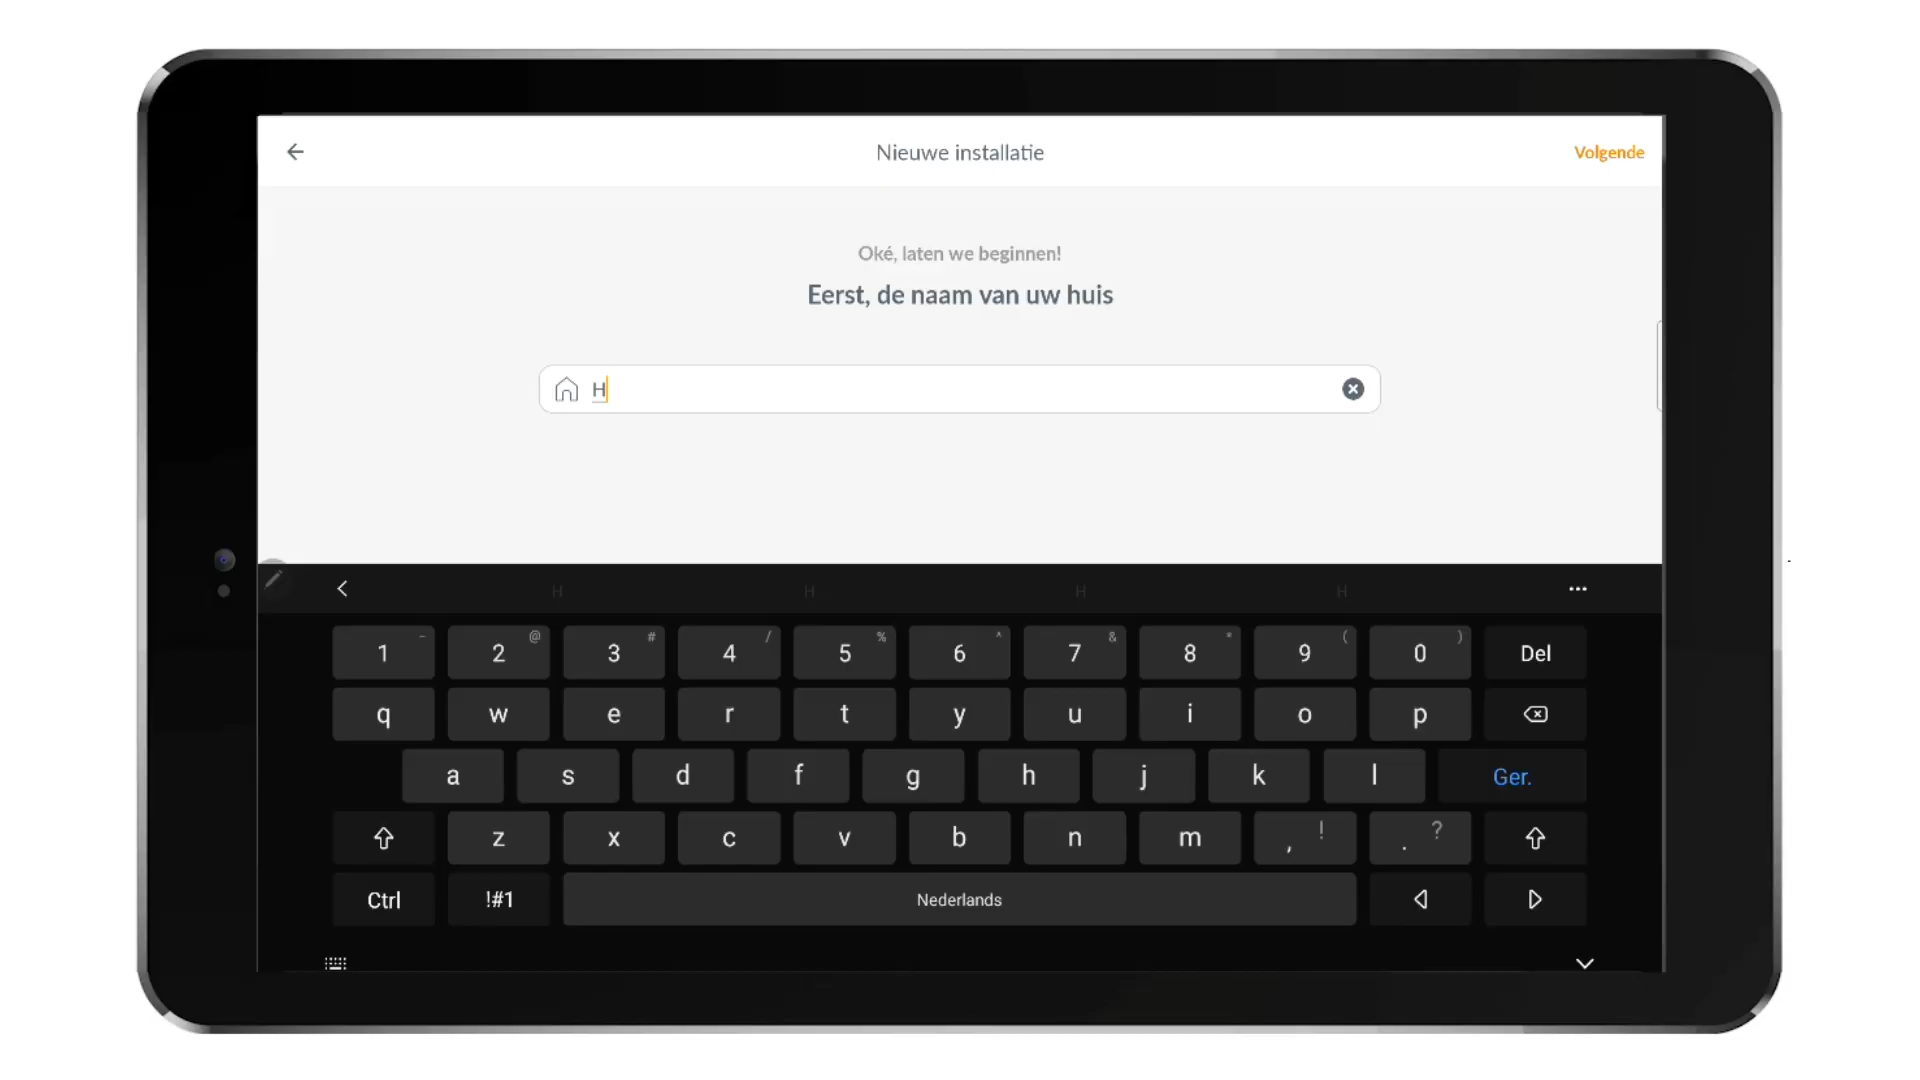 Nieuwe installatie
Volgende
Oké, laten we beginnen!
Eerst, de naam van uw huis
H
H H H H
1 - 2 @ 3 # 4 / 5 % 6 ^ 7 & 8 * 9 ( 0 ) Del
q w e r t y u i o p
a s d f g h j k l Ger.
z x c v b n m , ! . ?
Ctrl !#1 Nederlands